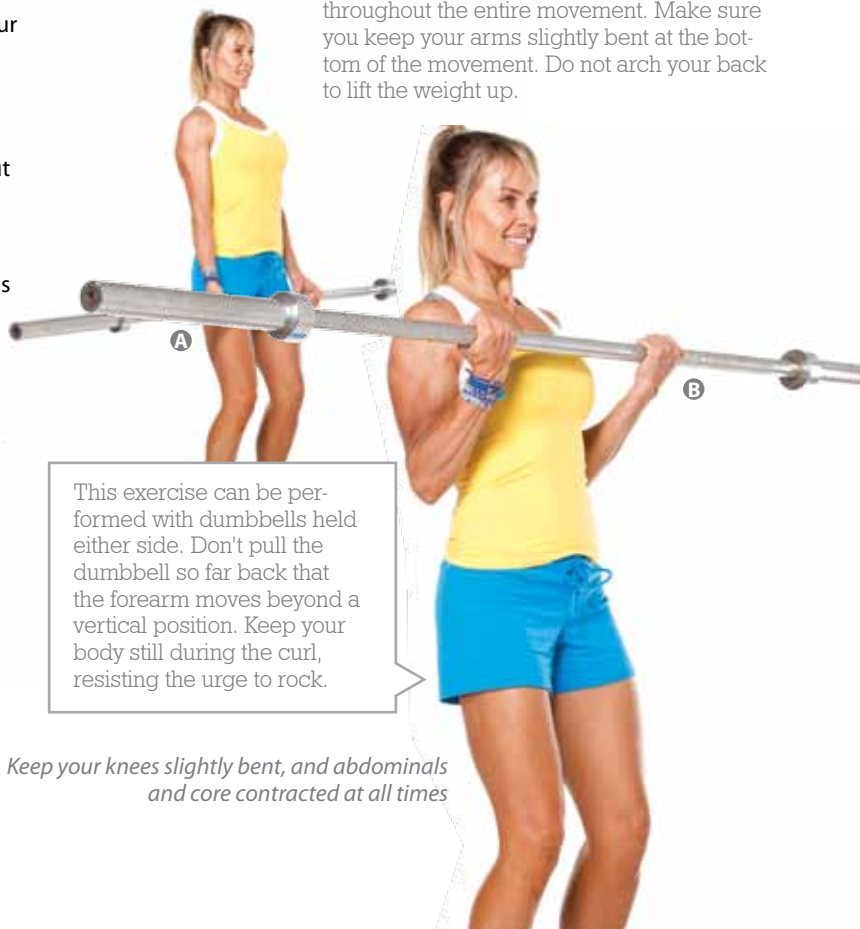 ur
throughout the entire movement. Make sure
you keep your arms slightly bent at the bot-
tom of the movement. Do not arch your back
to lift the weight up.
s
A
B
This exercise can be per-
formed with dumbbells held
either side. Don't pull the
dumbbell so far back that
the forearm moves beyond a
vertical position. Keep your
body still during the curl,
resisting the urge to rock.
Keep your knees slightly bent, and abdominals
and core contracted at all times